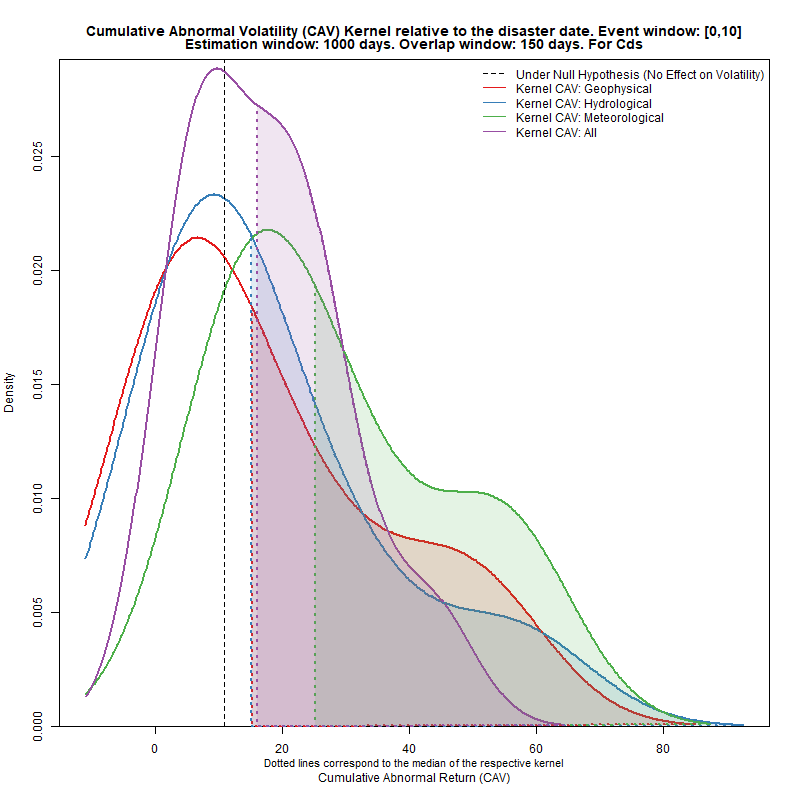 Cumulative Abnormal Volatility (CAV) Kernel relative to the disaster date. Event window: [0,10]
Estimation window: 1000 days. Overlap window: 150 days. For Cds
Under Null Hypothesis (No Effect on Volatility)
Kernel CAV: Geophysical
Kernel CAV: Hydrological
Kernel CAV: Meteorological
Kernel CAV: All
Density
0.025
0.020
0.015
0.010
0.005
0.000
0 20 40 60 80
Dotted lines correspond to the median of the respective kernel
Cumulative Abnormal Return (CAV)